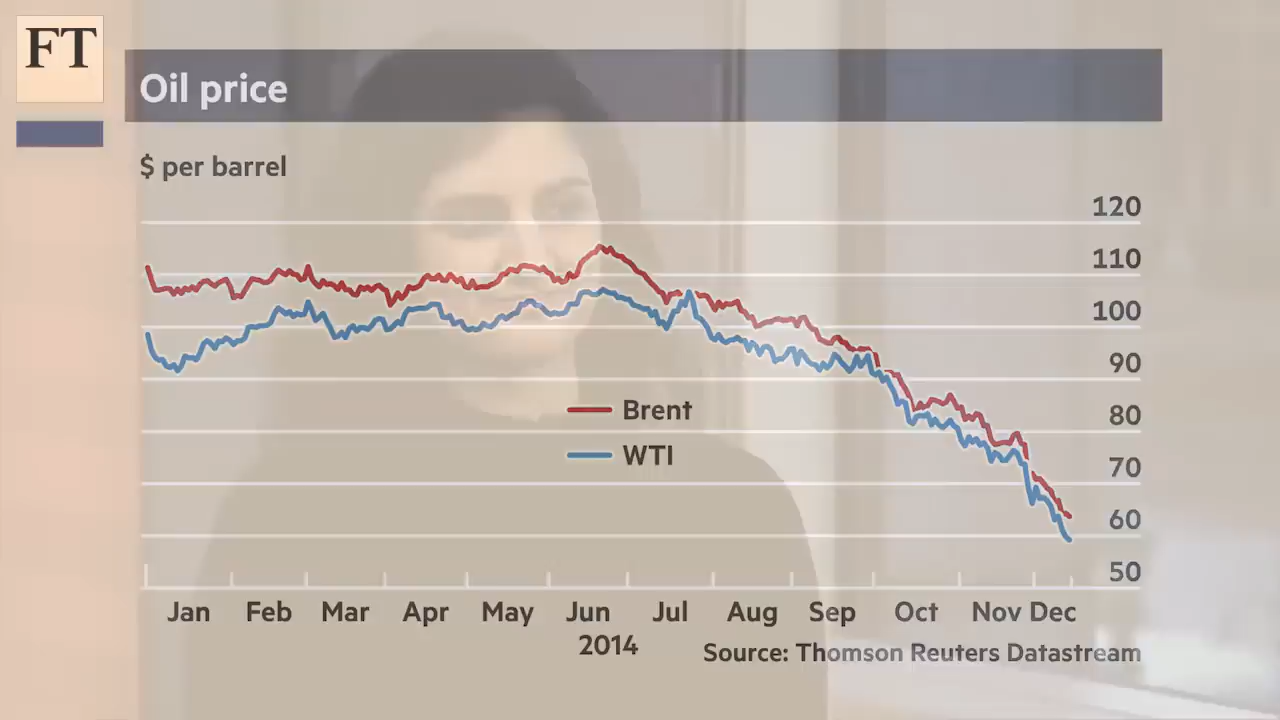 FT
Oil price
$ per barrel
120
110
100
90
80
70
60
50
Brent
WTI
Jan Feb Mar Apr May Jun Jul Aug Sep Oct Nov Dec
2014
Source: Thomson Reuters Datastream